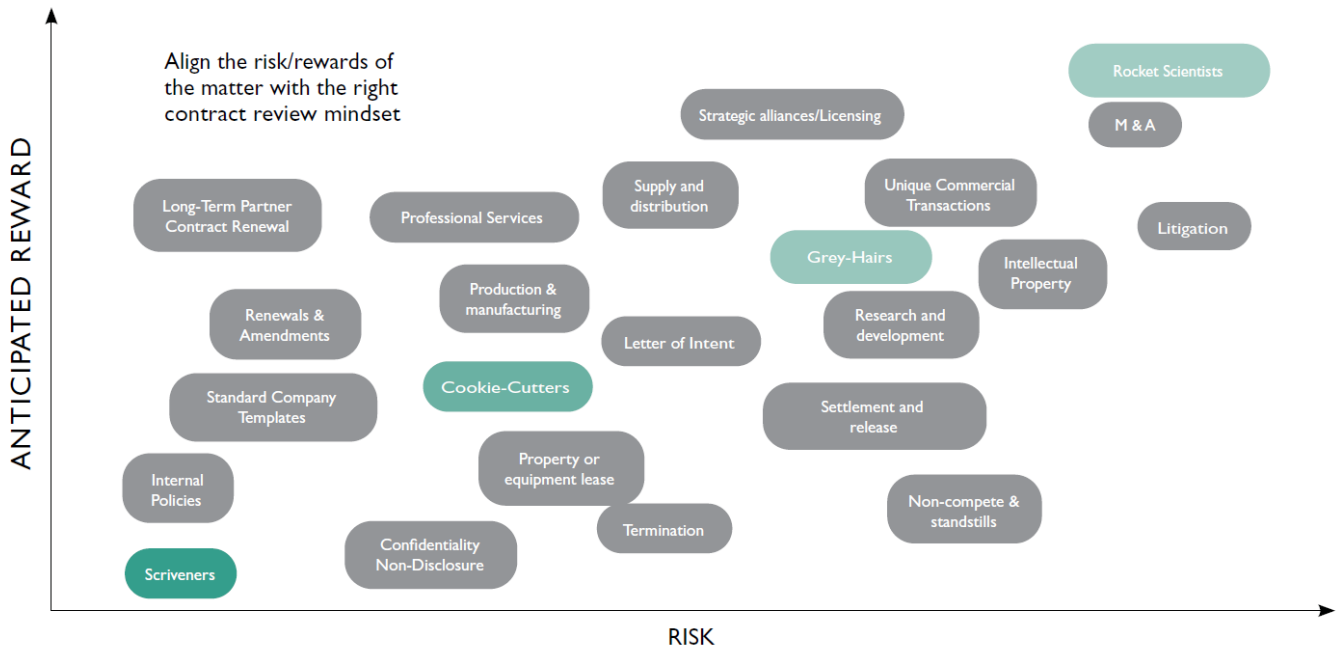 Align the risk/rewards of
the matter with the right
contract review mindset
Rocket Scientists
Strategic alliances/Licensing
M & A
Long-Term Partner
Contract Renewal
Professional Services
Supply and
distribution
Unique Commercial
Transactions
Litigation
Grey-Hairs
Intellectual
Property
Production &
manufacturing
Renewals &
Amendments
Letter of Intent
Research and
development
Cookie-Cutters
Standard Company
Templates
Settlement and
release
Property or
equipment lease
Internal
Policies
Non-compete &
standstills
Termination
Confidentiality
Non-Disclosure
Scriveners
ANTICIPATED REWARD
RISK